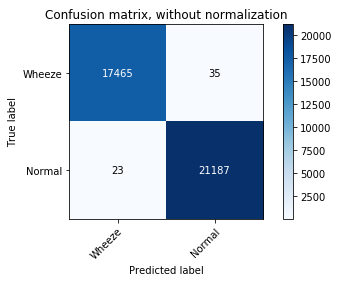 Confusion matrix, without normalization
True label
Wheeze
Normal
17465
35
23
21187
Wheeze
Normal
Predicted label
20000
17500
15000
12500
10000
7500
5000
2500